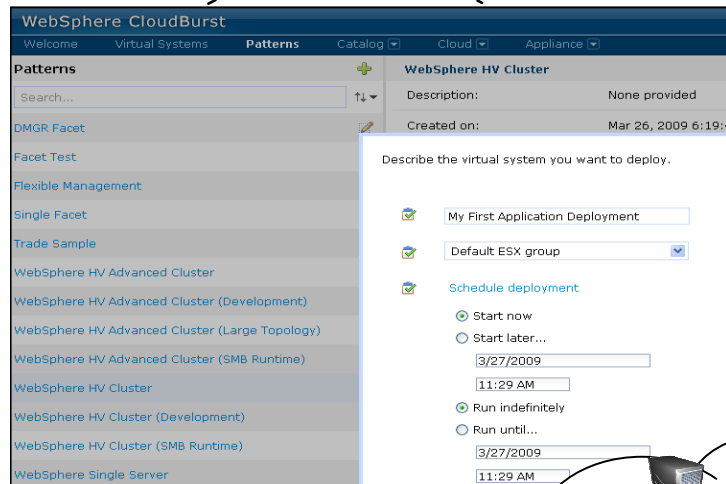 WebSphere CloudBurst
Welcome Virtual Systems Patterns Catalog Cloud Appliance
Patterns
Search...
DMGR Facet
Facet Test
Flexible Management
Single Facet
Trade Sample
WebSphere HV Advanced Cluster
WebSphere HV Advanced Cluster (Development)
WebSphere HV Advanced Cluster (Large Topology)
WebSphere HV Advanced Cluster (SMB Runtime)
WebSphere HV Cluster
WebSphere HV Cluster (Development)
WebSphere HV Cluster (SMB Runtime)
WebSphere Single Server
WebSphere HV Cluster
Description: None provided
Created on: Mar 26, 2009 6:19:
Describe the virtual system you want to deploy.
My First Application Deployment
Default ESX group
Schedule deployment
Start now
Start later...
3/27/2009
11:29 AM
Run indefinitely
Run until...
3/27/2009
11:29 AM